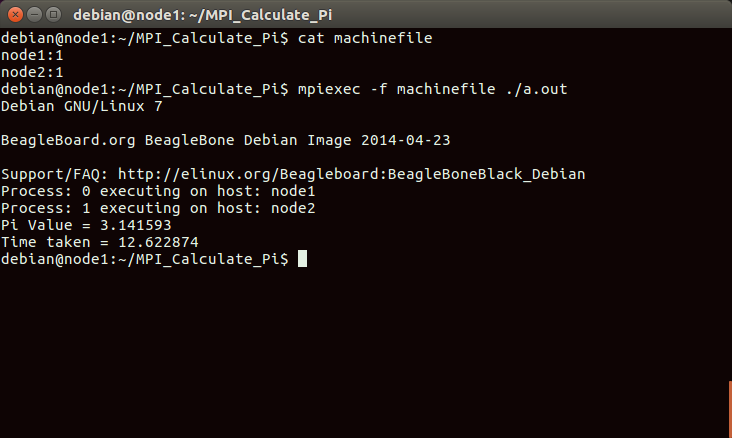 debian@node1: ~/MPI_Calculate_Pi
debian@node1:~/MPI_Calculate_Pi$ cat machinefile
node1:1
node2:1
debian@node1:~/MPI_Calculate_Pi$ mpiexec -f machinefile ./a.out
Debian GNU/Linux 7
BeagleBoard.org BeagleBone Debian Image 2014-04-23
Support/FAQ: http://elinux.org/Beagleboard:BeagleBoneBlack_Debian
Process: 0 executing on host: node1
Process: 1 executing on host: node2
Pi Value = 3.141593
Time taken = 12.622874
debian@node1:~/MPI_Calculate_Pi$